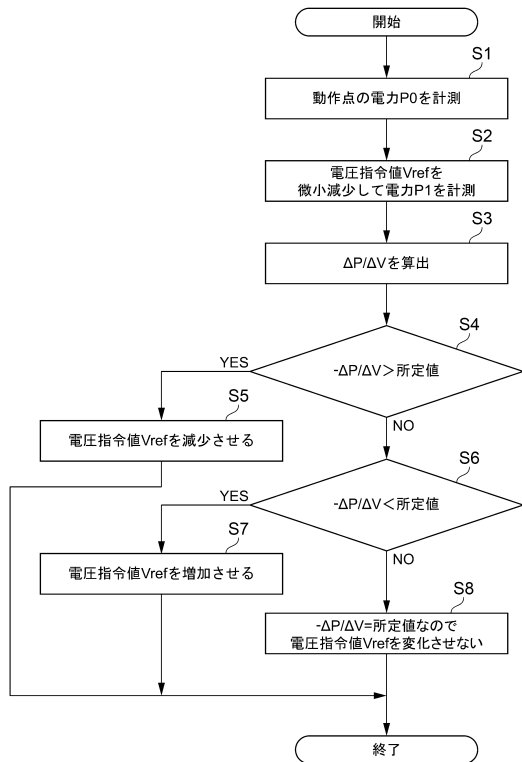 開始
S1
動作点の電力P0を計測
S2
電圧指令値Vrefを
微小減少して電力P1を計測
S3
ΔP/ΔVを算出
S4
-ΔP/ΔV＞所定値
YES
NO
S5
電圧指令値Vrefを減少させる
S6
-ΔP/ΔV＜所定値
YES
NO
S7
電圧指令値Vrefを増加させる
S8
-ΔP/ΔV=所定値なので
電圧指令値Vrefを変化させない
終了